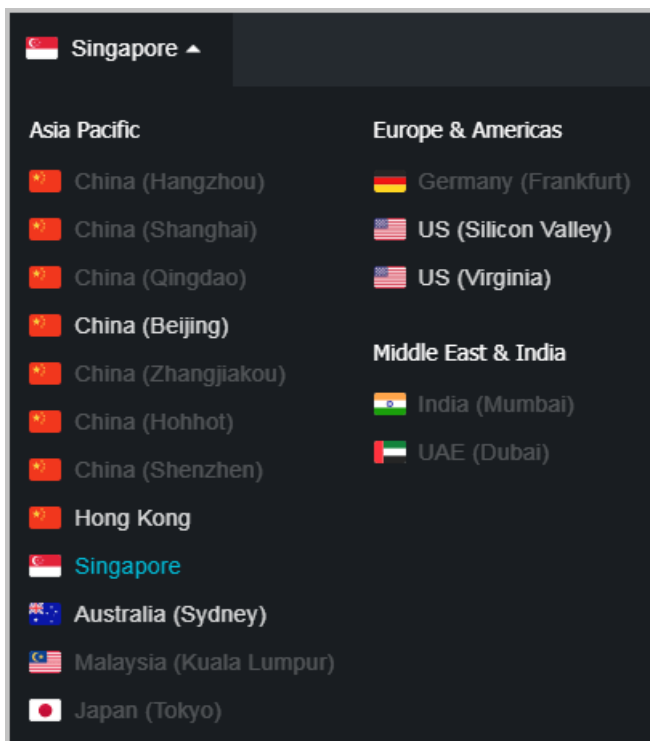 Singapore
Asia Pacific
China (Hangzhou)
China (Shanghai)
China (Qingdao)
China (Beijing)
China (Zhangjiakou)
China (Hohhot)
China (Shenzhen)
Hong Kong
Singapore
Australia (Sydney)
Malaysia (Kuala Lumpur)
Japan (Tokyo)
Europe & Americas
Germany (Frankfurt)
US (Silicon Valley)
US (Virginia)
Middle East & India
India (Mumbai)
UAE (Dubai)